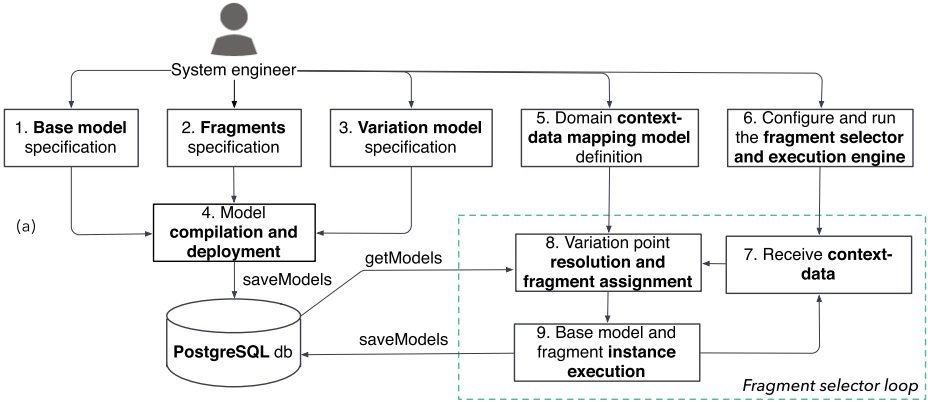 System engineer
1. Base model
specification
2. Fragments
specification
3. Variation model
specification
5. Domain context-
data mapping model
definition
6. Configure and run
the fragment selector
and execution engine
(a)
4. Model
compilation and
deployment
8. Variation point
resolution and
fragment assignment
7. Receive context-
data
getModels
saveModels
PostgreSQL db
saveModels
9. Base model and
fragment instance
execution
Fragment selector loop